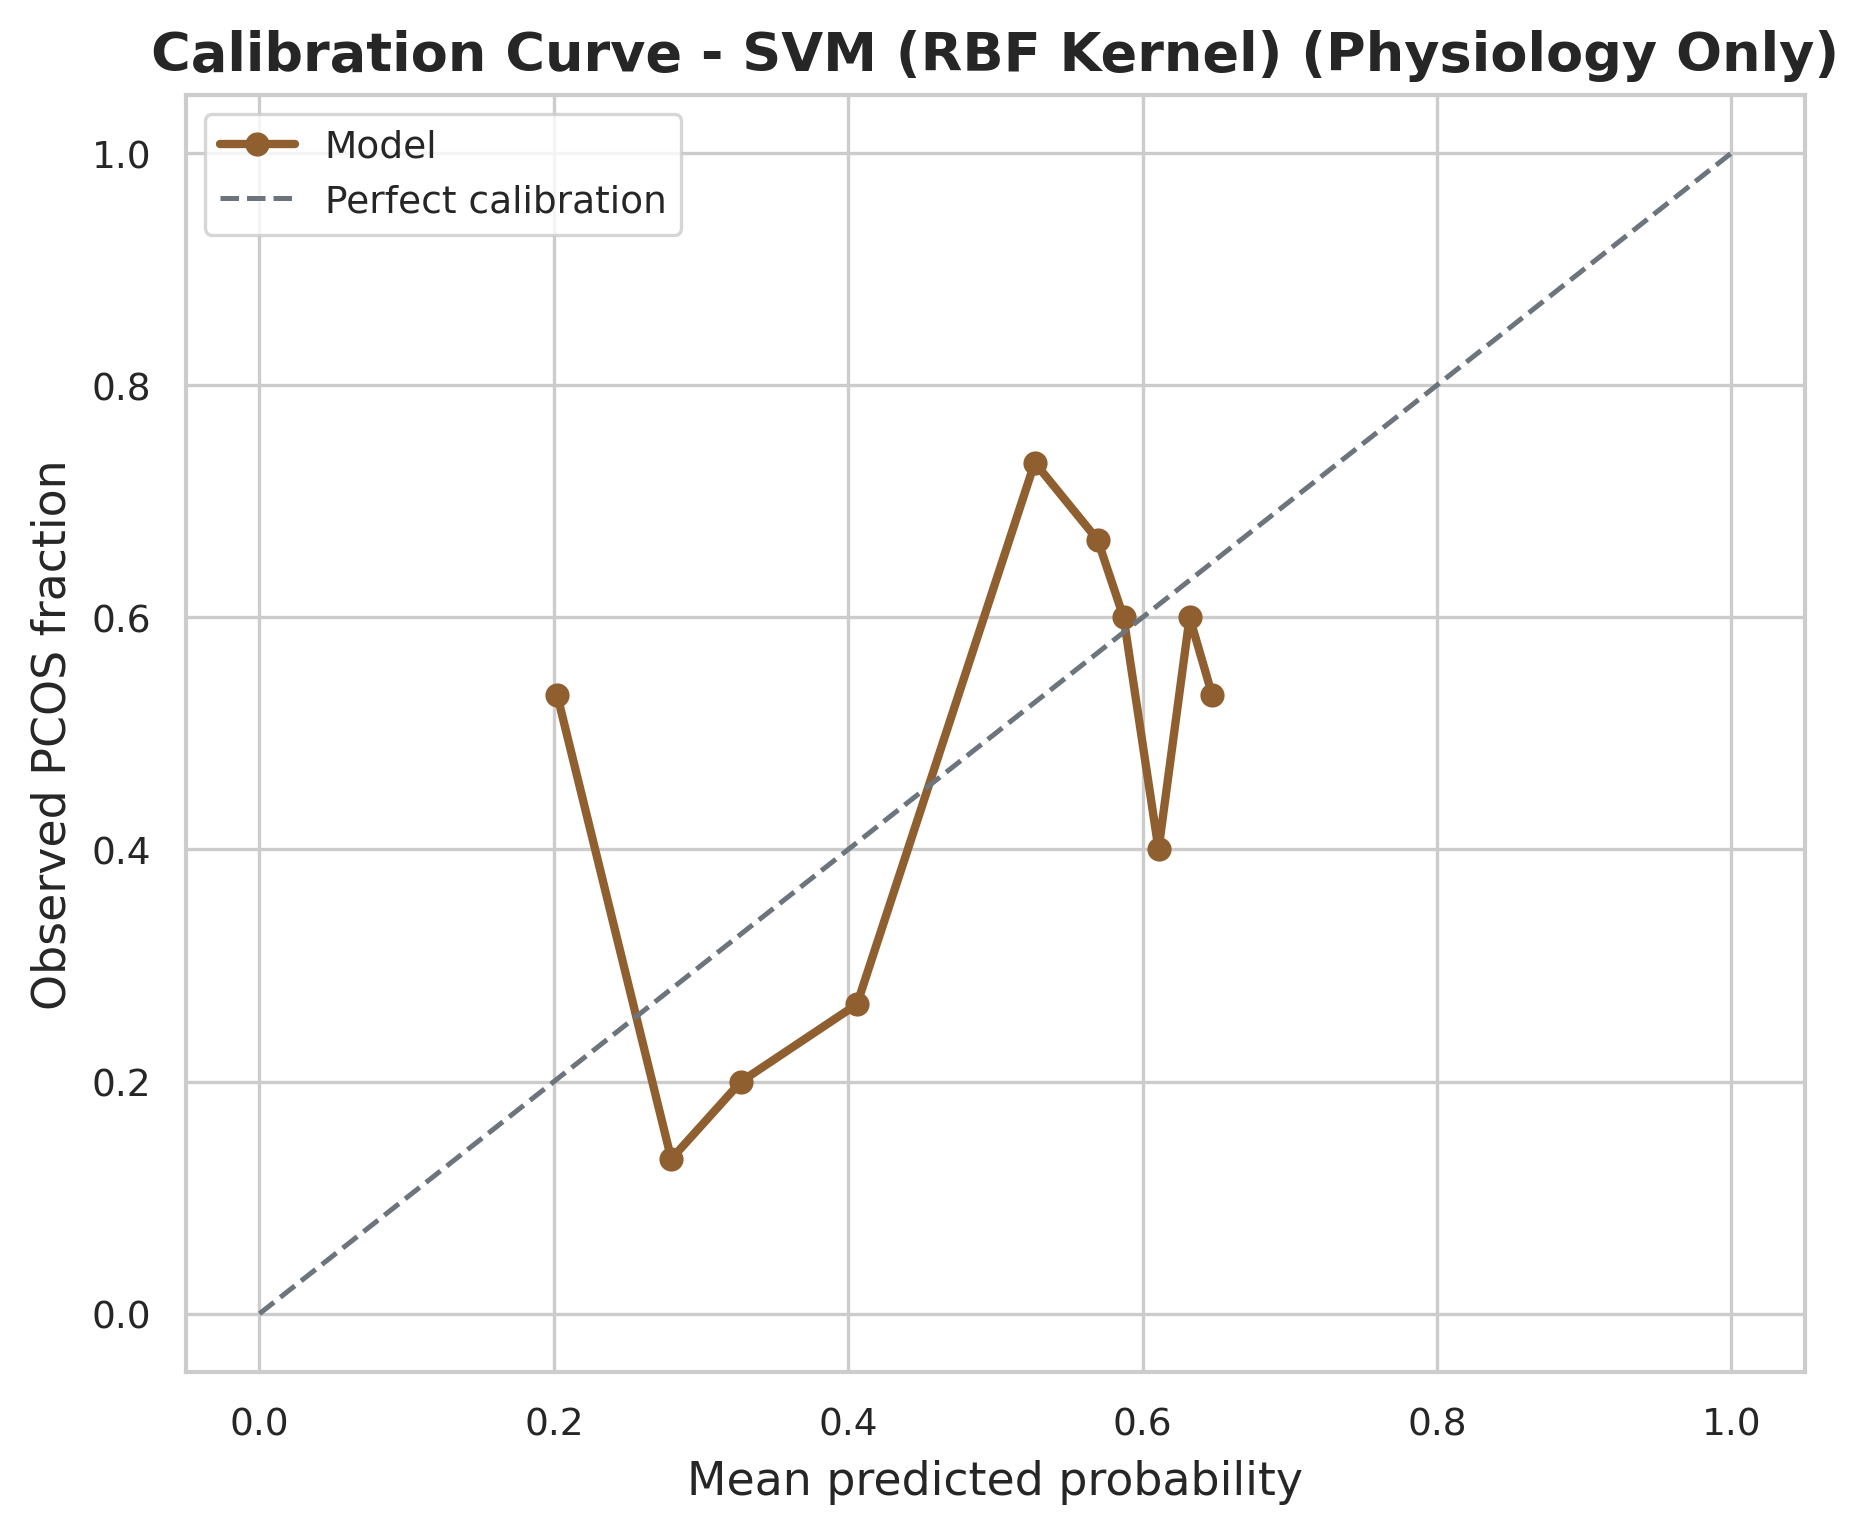 Calibration Curve - SVM (RBF Kernel) (Physiology Only)
Model
Perfect calibration
1.0
0.8
0.6
0.4
0.2
0.0
Observed PCOS fraction
0.0 0.2 0.4 0.6 0.8 1.0
Mean predicted probability